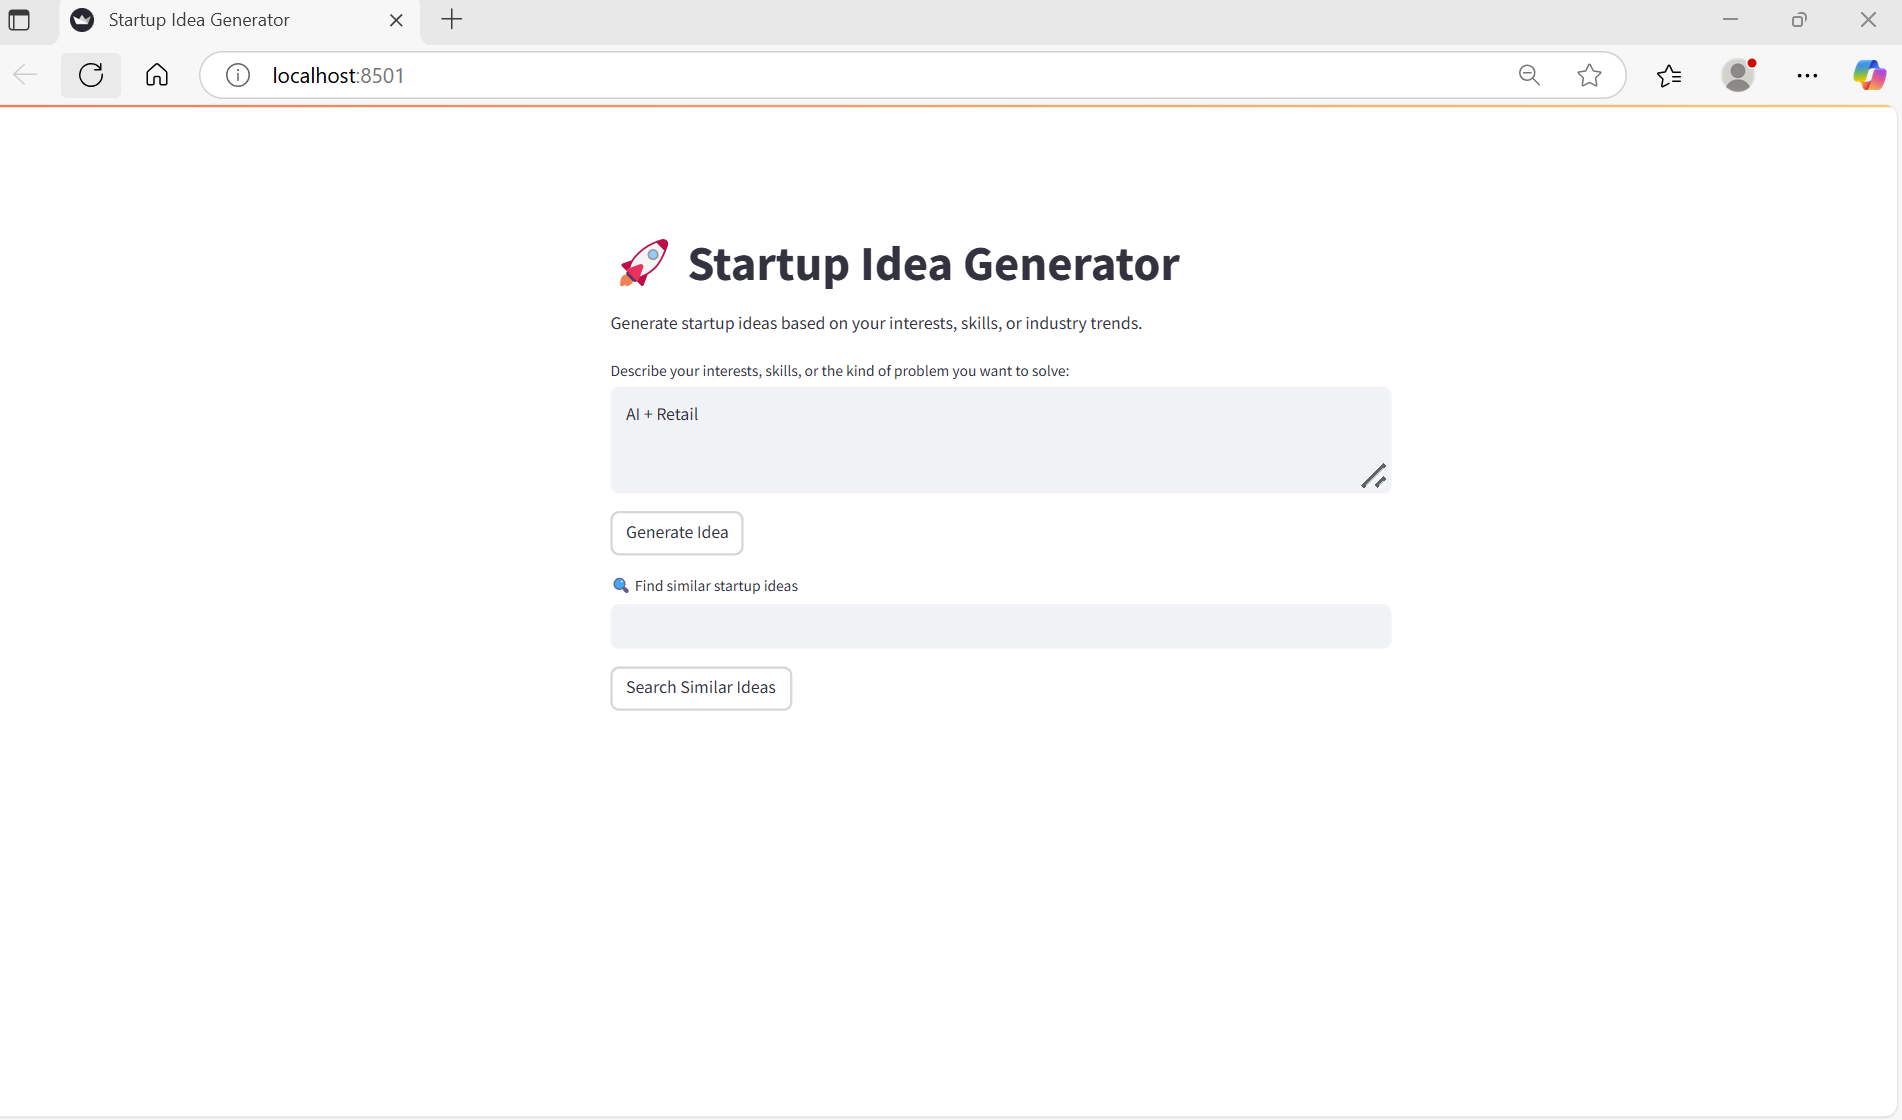 Startup Idea Generator
localhost:8501
🚀 Startup Idea Generator
Generate startup ideas based on your interests, skills, or industry trends.
Describe your interests, skills, or the kind of problem you want to solve:
AI + Retail
Generate Idea
🔍 Find similar startup ideas
Search Similar Ideas